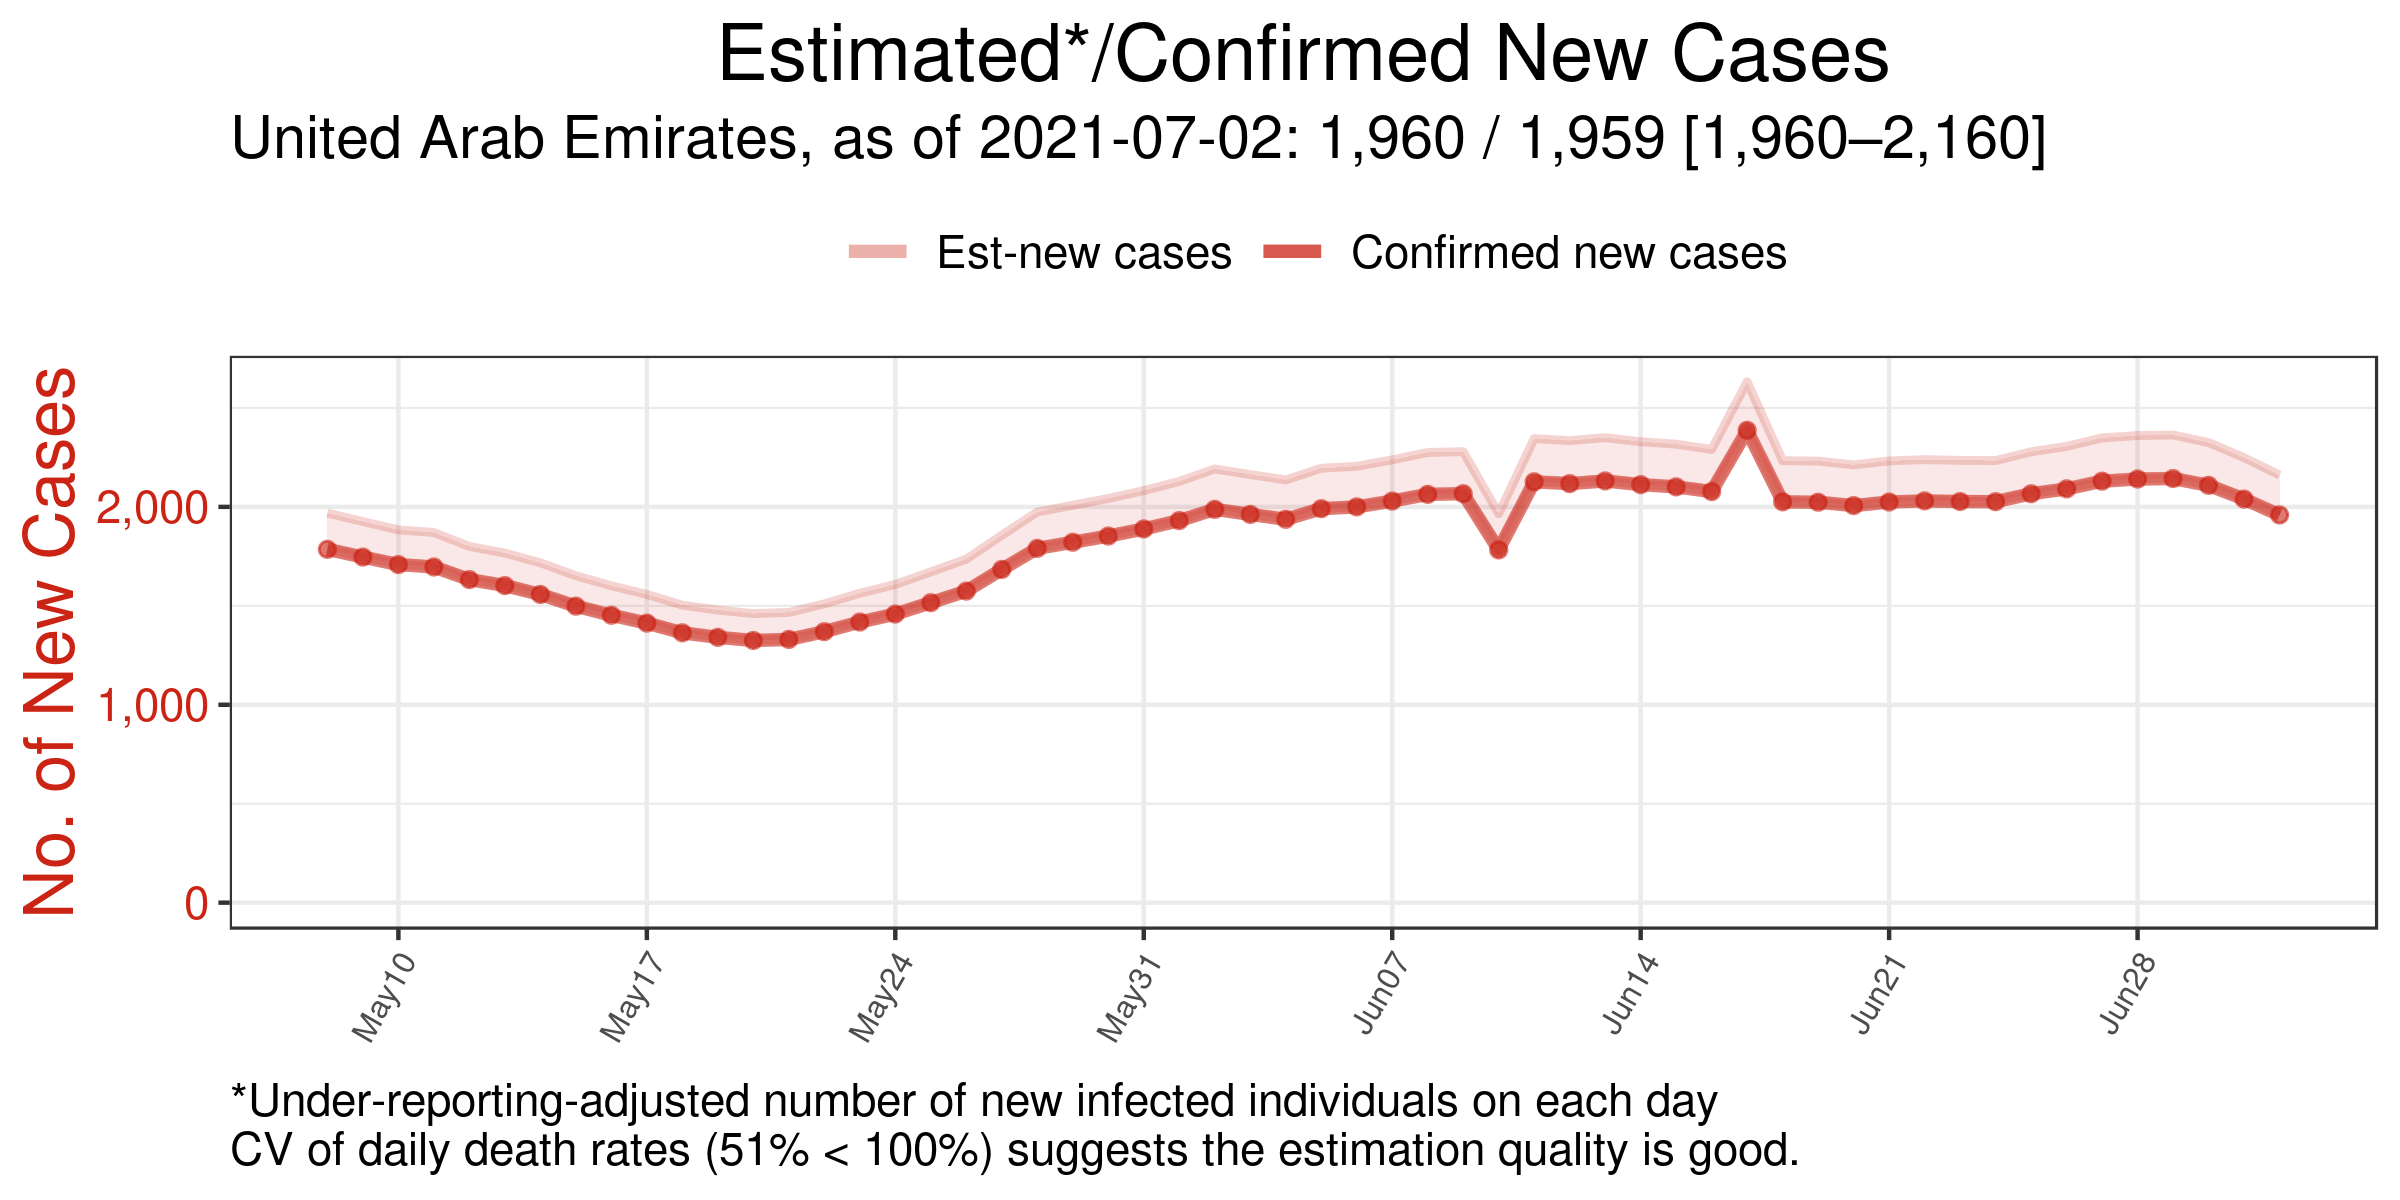 Estimated*/Confirmed New Cases
United Arab Emirates, as of 2021-07-02: 1,960 / 1,959 [1,960–2,160]
Est-new cases
Confirmed new cases
No. of New Cases
2,000
1,000
0
May10
May17
May24
May31
Jun07
Jun14
Jun21
Jun28
*Under-reporting-adjusted number of new infected individuals on each day
CV of daily death rates (51% < 100%) suggests the estimation quality is good.